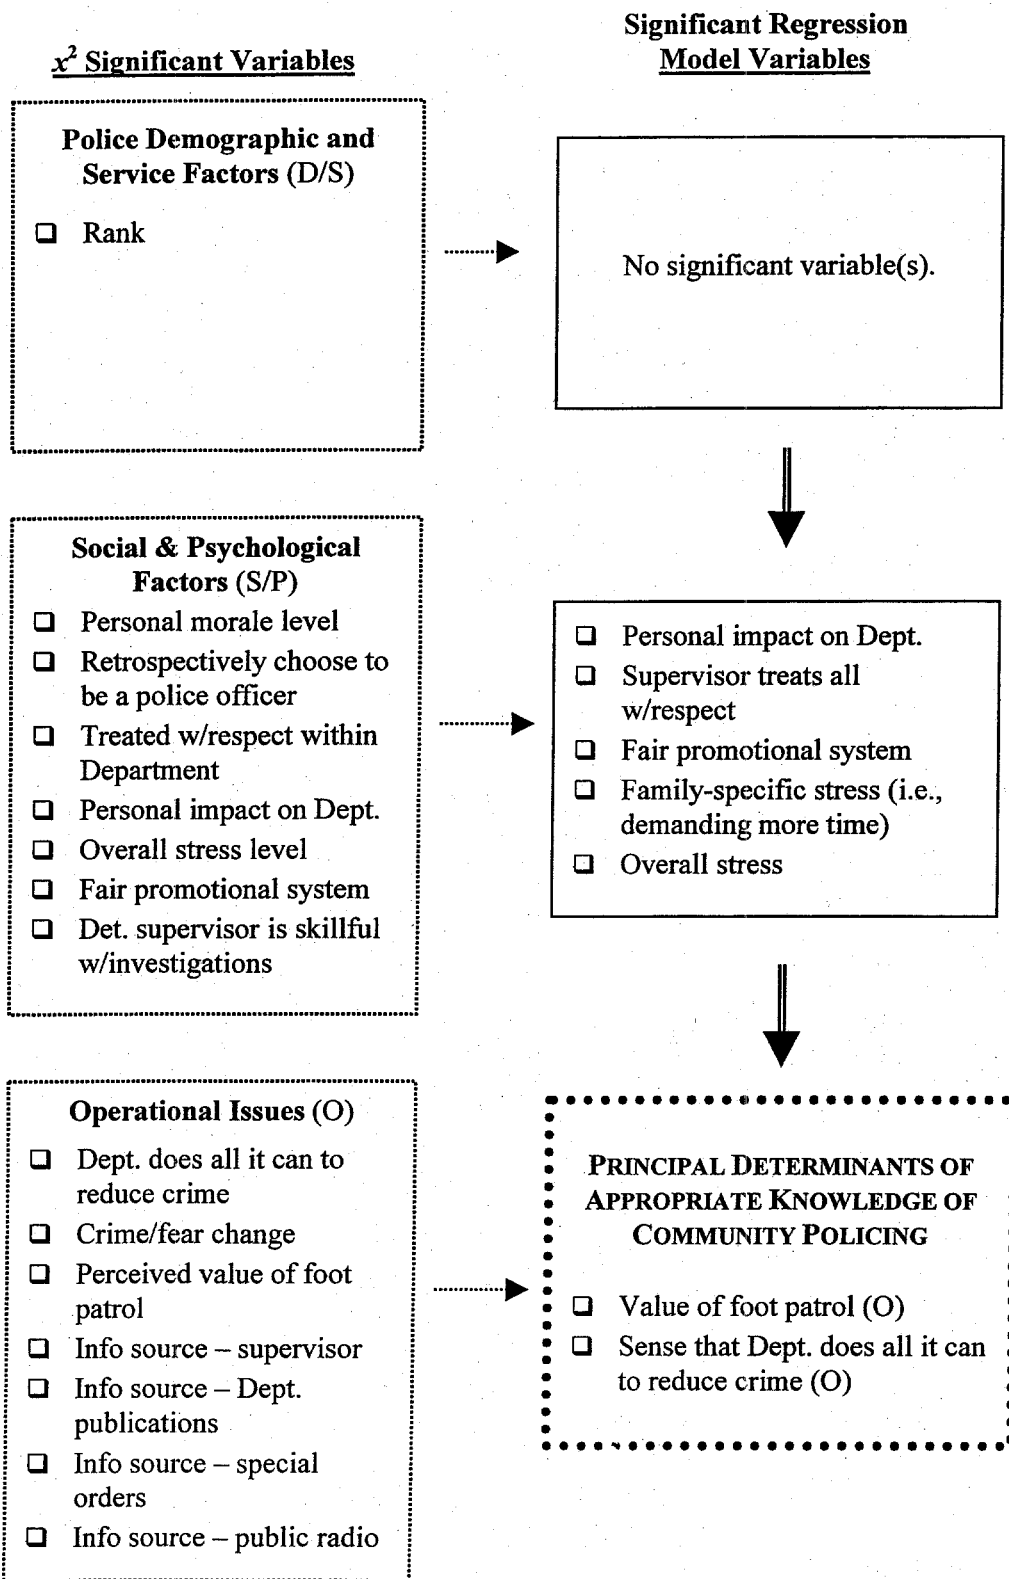 x² Significant Variables
Significant Regression
Model Variables
Police Demographic and
Service Factors (D/S)
❑ Rank
No significant variable(s).
Social & Psychological
Factors (S/P)
❑ Personal morale level
❑ Retrospectively choose to
be a police officer
❑ Treated w/respect within
Department
❑ Personal impact on Dept.
❑ Overall stress level
❑ Fair promotional system
❑ Det. supervisor is skillful
w/investigations
❑ Personal impact on Dept.
❑ Supervisor treats all
w/respect
❑ Fair promotional system
❑ Family-specific stress (i.e.,
demanding more time)
❑ Overall stress
Operational Issues (O)
❑ Dept. does all it can to
reduce crime
❑ Crime/fear change
❑ Perceived value of foot
patrol
❑ Info source – supervisor
❑ Info source – Dept.
publications
❑ Info source – special
orders
❑ Info source – public radio
PRINCIPAL DETERMINANTS OF
APPROPRIATE KNOWLEDGE OF
COMMUNITY POLICING
❑ Value of foot patrol (O)
❑ Sense that Dept. does all it can
to reduce crime (O)